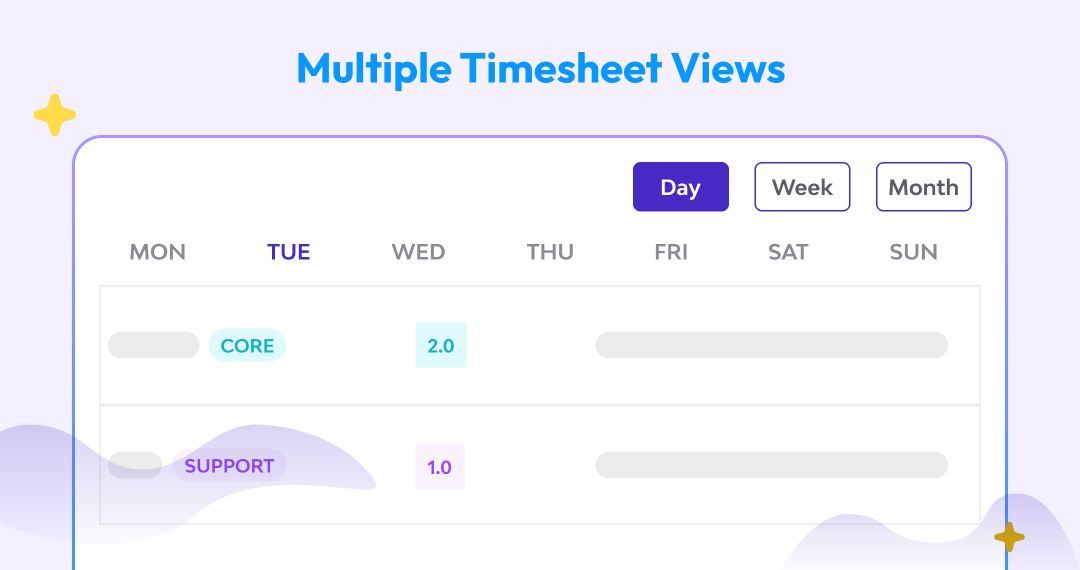 Multiple Timesheet Views
Day Week Month
MON TUE WED THU FRI SAT SUN
CORE 2.0
SUPPORT 1.0